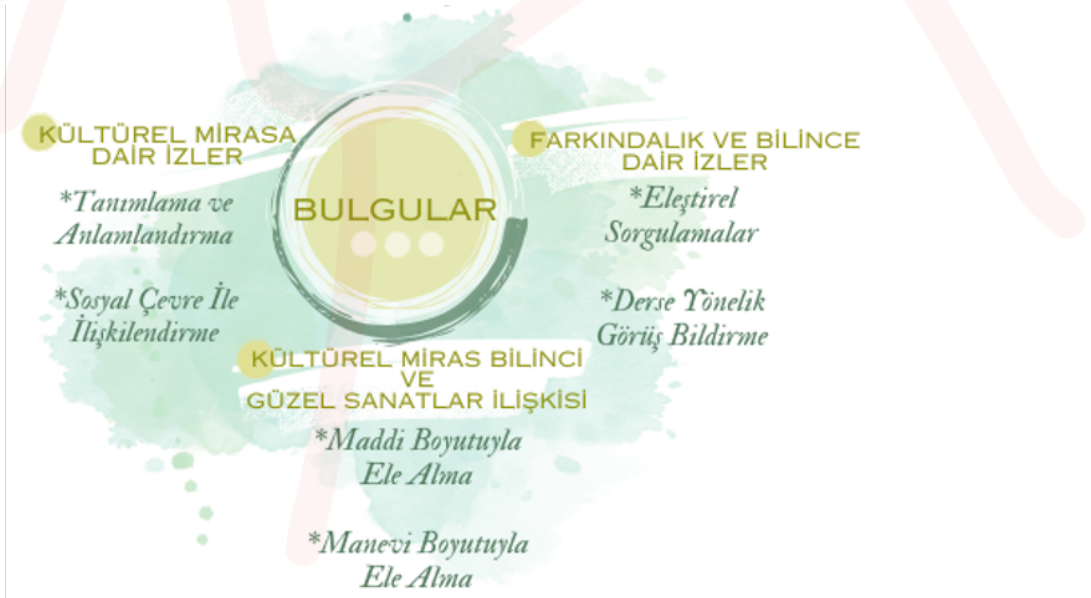 KÜLTÜREL MİRASA
DAİR İZLER
*Tanımlama ve
Anlamlandırma
*Sosyal Çevre İle
İlişkilendirme
BULGULAR
FARKINDALIK VE BİLİNCE
DAİR İZLER
*Eleştirel
Sorgulamalar
*Derse Yönelik
Görüş Bildirme
KÜLTÜREL MİRAS BİLİNCİ
VE
GÜZEL SANATLAR İLİŞKİSİ
*Maddi Boyutuyla
Ele Alma
*Manevi Boyutuyla
Ele Alma